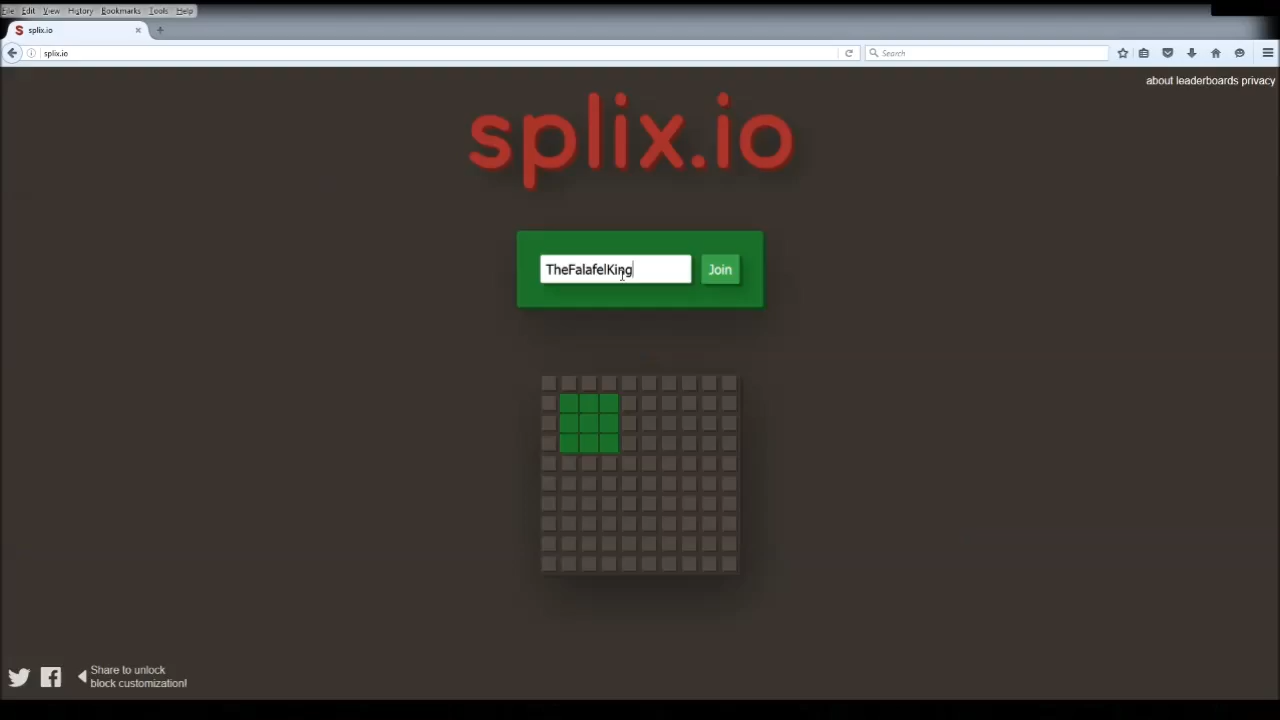 File Edit View History Bookmarks Tools Help
S splix.io
splix.io
Search
about leaderboards privacy
splix.io
TheFalafelKing Join
Share to unlock
block customization!